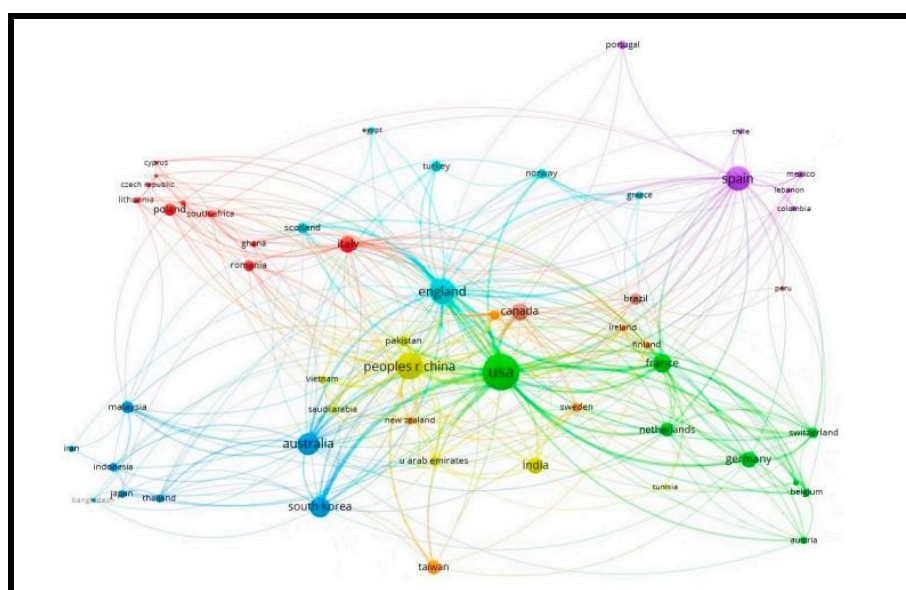 portugal
chile
egypt
turkey
norway
spain
mexico
lebanon
colombia
greece
cyprus
czech republic
lithuania
poland
south africa
scotland
ghana
italy
romania
england
peru
brazil
canada
ireland
finland
pakistan
peoples r china
usa
france
vietnam
saudi arabia
new zealand
sweden
malaysia
australia
netherlands
switzerland
iran
indonesia
u arab emirates
india
germany
japan
bangladesh
thailand
south korea
tunisia
belgium
austria
taiwan